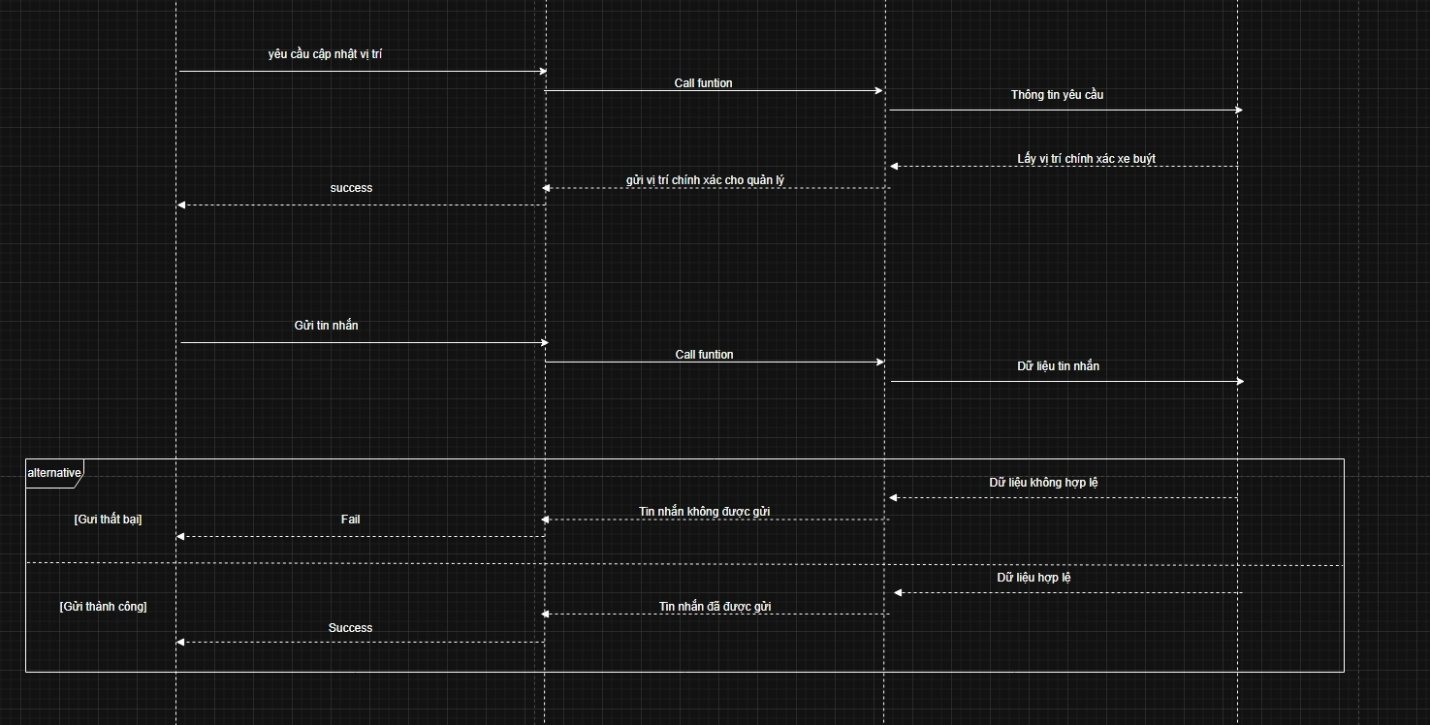 yêu cầu cập nhật vị trí
Call funtion
Thông tin yêu cầu
Lấy vị trí chính xác xe buýt
gửi vị trí chính xác cho quản lý
success
Gửi tin nhắn
Call funtion
Dữ liệu tin nhắn
alternative
Dữ liệu không hợp lệ
Tin nhắn không được gửi
[Gưi thất bại]
Fail
Dữ liệu hợp lệ
[Gửi thành công]
Tin nhắn đã được gửi
Success